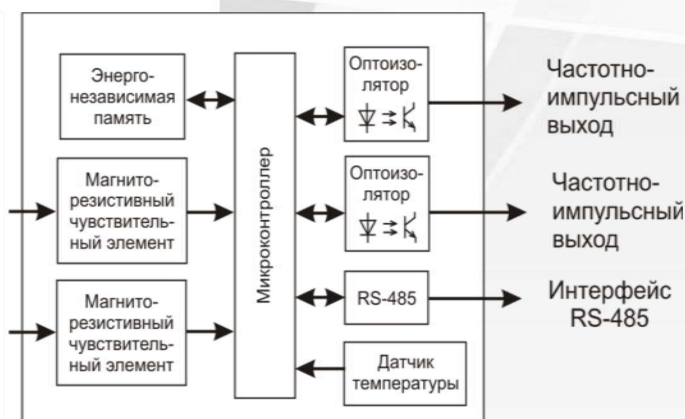 Энерго-
независимая
память
Магнито-
резистивный
чувствитель-
ный элемент
Магнито-
резистивный
чувствитель-
ный элемент
Микроконтроллер
Оптоизо-
лятор
Оптоизо-
лятор
RS-485
Датчик
температуры
Частотно-
импульсный
выход
Частотно-
импульсный
выход
Интерфейс
RS-485